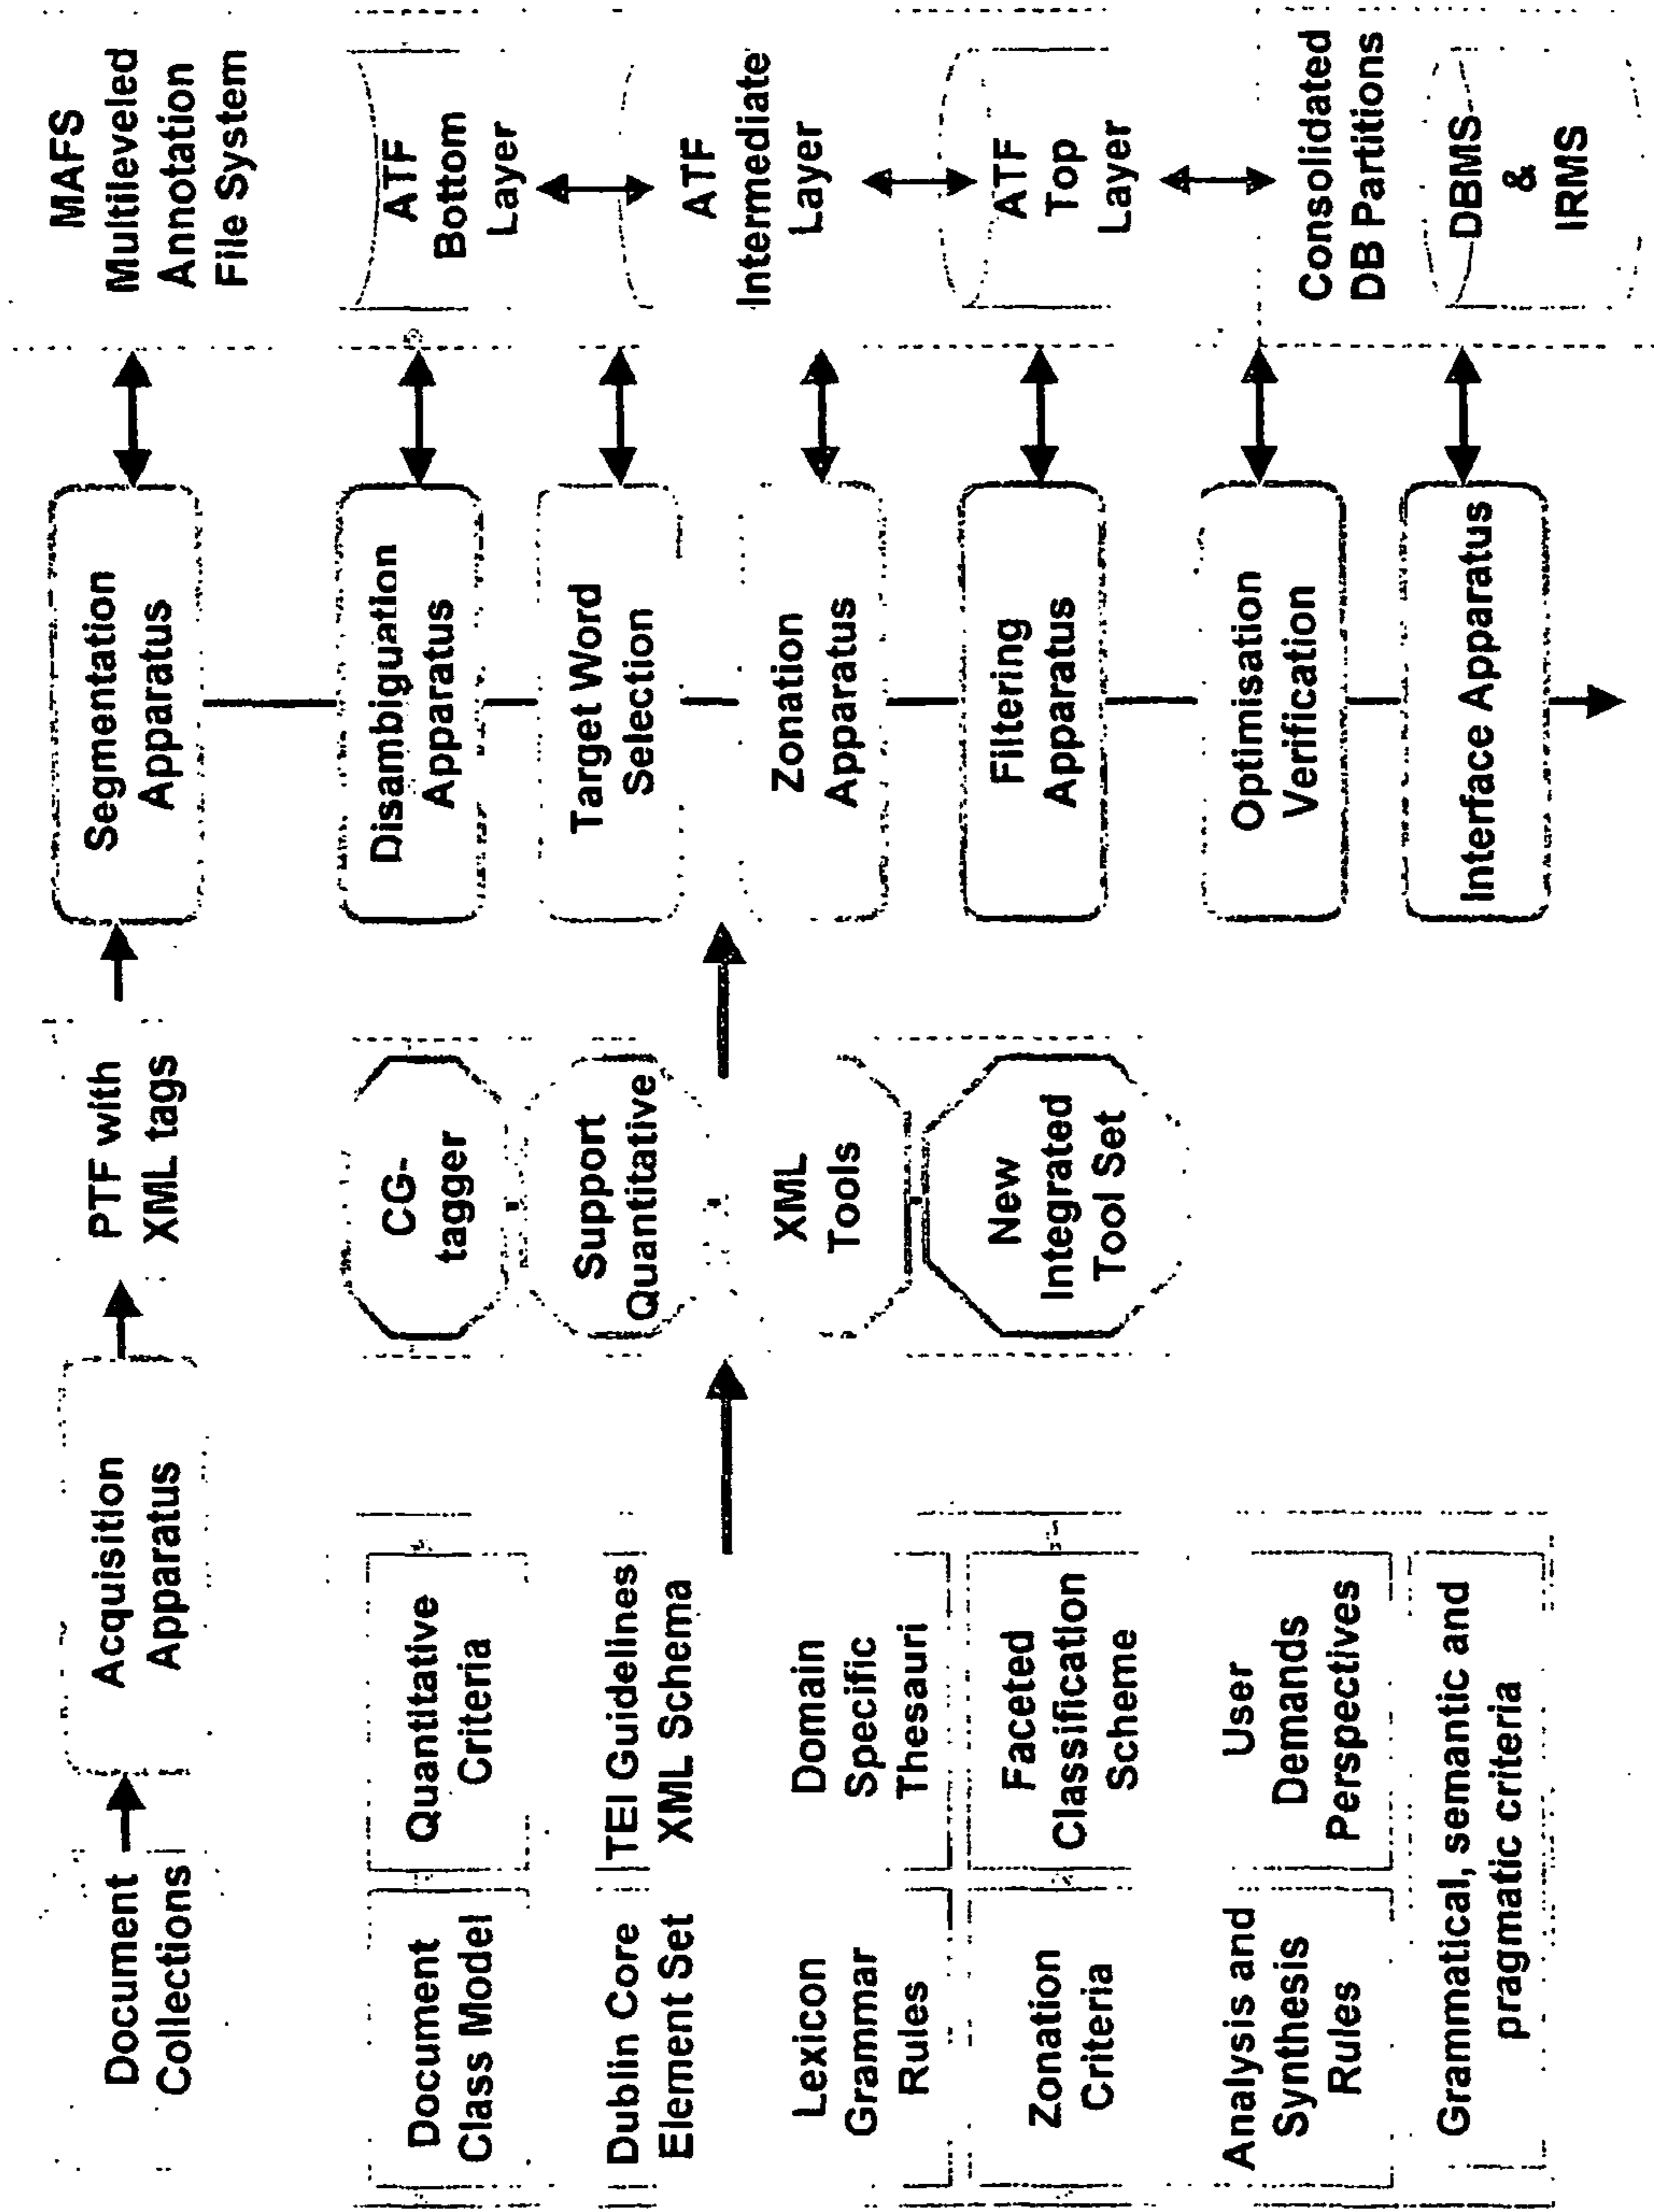 Document
Collections
Acquisition
Apparatus
PTF with
XML tags
Segmentation
Apparatus
MAFS
Multileveled
Annotation
File System
Document
Class Model
Quantitative
Criteria
Dublin Core
Element Set
TEI Guidelines
XML Schema
Lexicon
Grammar
Rules
Domain
Specific
Thesauri
Zonation
Criteria
Faceted
Classification
Scheme
Analysis and
Synthesis
Rules
User
Demands
Perspectives
Grammatical, semantic and
pragmatic criteria
CG-
tagger
Support
Quantitative
XML
Tools
New
Integrated
Tool Set
Disambiguation
Apparatus
Target Word
Selection
Zonation
Apparatus
Filtering
Apparatus
Optimisation
Verification
Interface Apparatus
ATF
Bottom
Layer
ATF
Intermediate
Layer
ATF
Top
Layer
Consolidated
DB Partitions
DBMS
&
IRMS